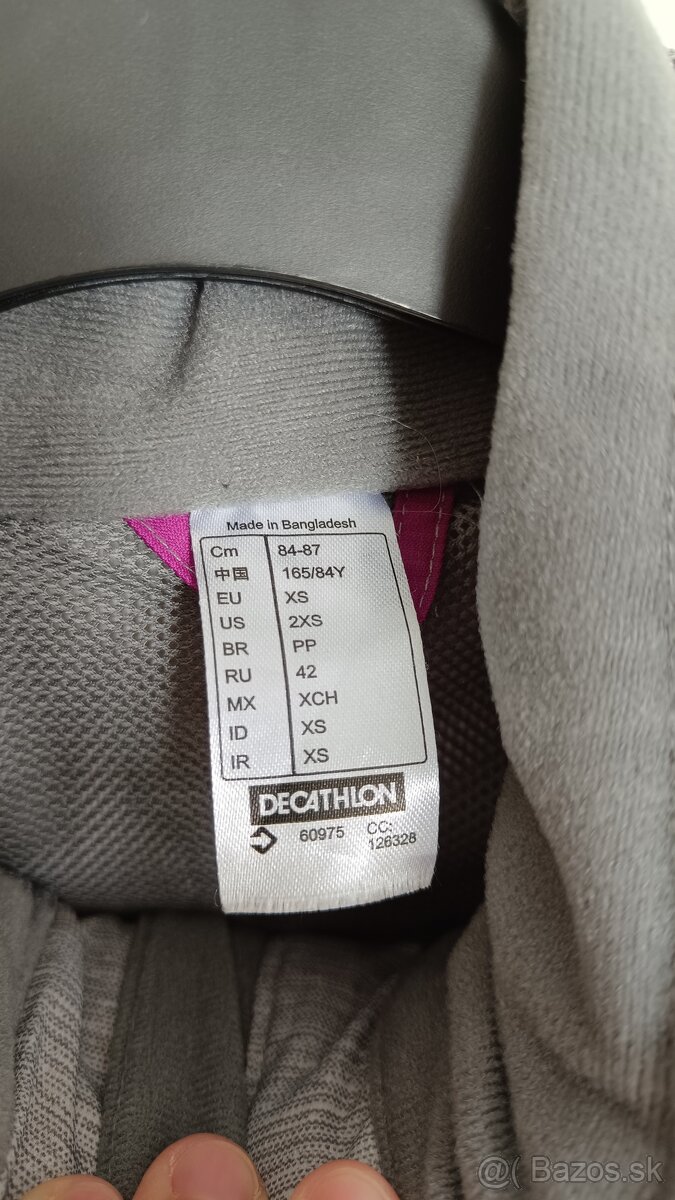 Made in Bangladesh
Cm 84-87
中国 165/84Y
EU XS
US 2XS
BR PP
RU 42
MX XCH
ID XS
IR XS
DECATHLON
60975 CC:
126328
@( Bazos.sk